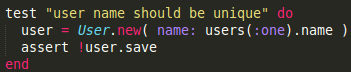 test "user name should be unique" do
  user = User.new( name: users(:one).name )
  assert !user.save
end